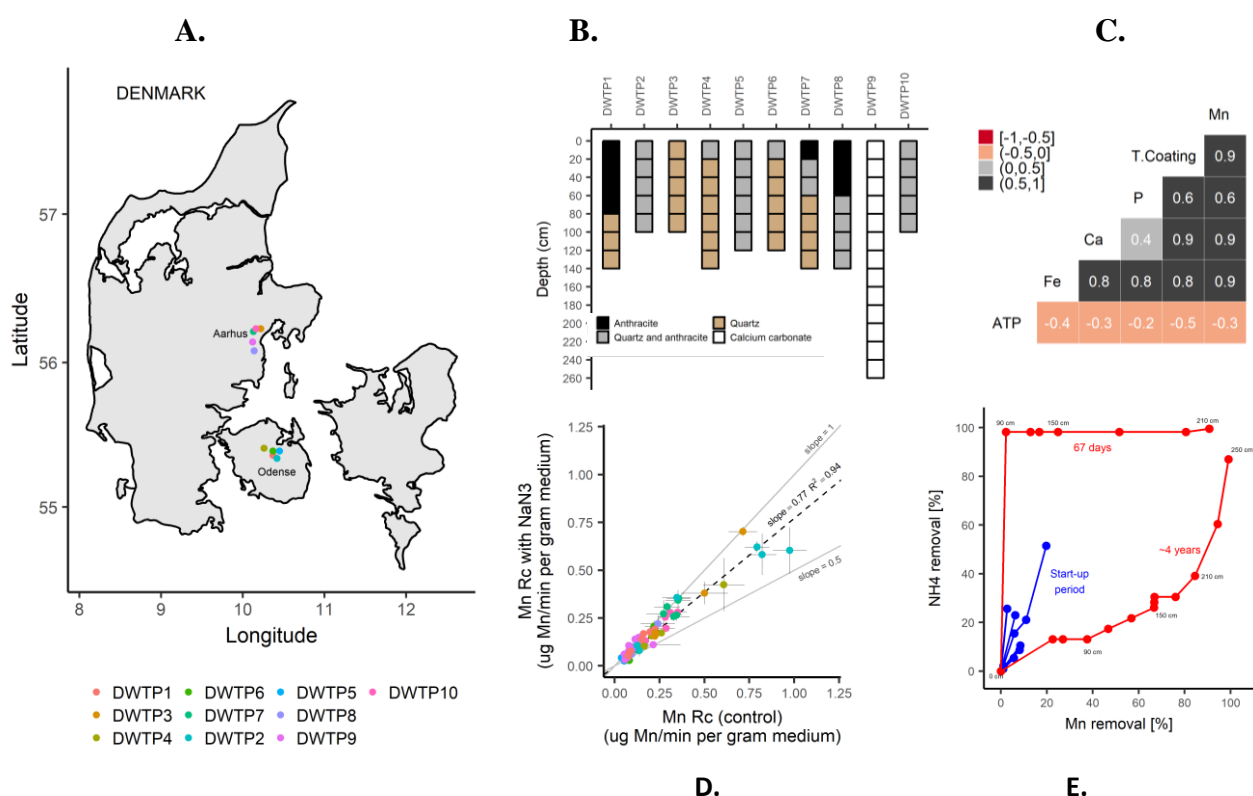 A.
DENMARK
57
56
55
Latitude
Aarhus
Odense
8 9 10 11 12
Longitude
DWTP1 DWTP6 DWTP5 DWTP10
DWTP3 DWTP7 DWTP8
DWTP4 DWTP2 DWTP9
B.
DWTP1 DWTP2 DWTP3 DWTP4 DWTP5 DWTP6 DWTP7 DWTP8 DWTP9 DWTP10
Depth (cm)
0
20
40
60
80
100
120
140
160
180
200
220
240
260
Anthracite Quartz
Quartz and anthracite Calcium carbonate
C.
[-1,-0.5]
(-0.5,0]
(0,0.5]
(0.5,1]
Mn
T.Coating 0.9
P 0.6 0.6
Ca 0.4 0.9 0.9
Fe 0.8 0.8 0.8 0.9
ATP -0.4 -0.3 -0.2 -0.5 -0.3
Mn Rc with NaN3
(ug Mn/min per gram medium)
1.25
1.00
0.75
0.50
0.25
0.00
slope = 1
slope = 0.77 R² = 0.94
slope = 0.5
0.00 0.25 0.50 0.75 1.00 1.25
Mn Rc (control)
(ug Mn/min per gram medium)
D.
NH4 removal [%]
100
80
60
40
20
0
90 cm 150 cm 210 cm
67 days
250 cm
~4 years
210 cm
Start-up
period
150 cm
90 cm
0 cm
0 20 40 60 80 100
Mn removal [%]
E.